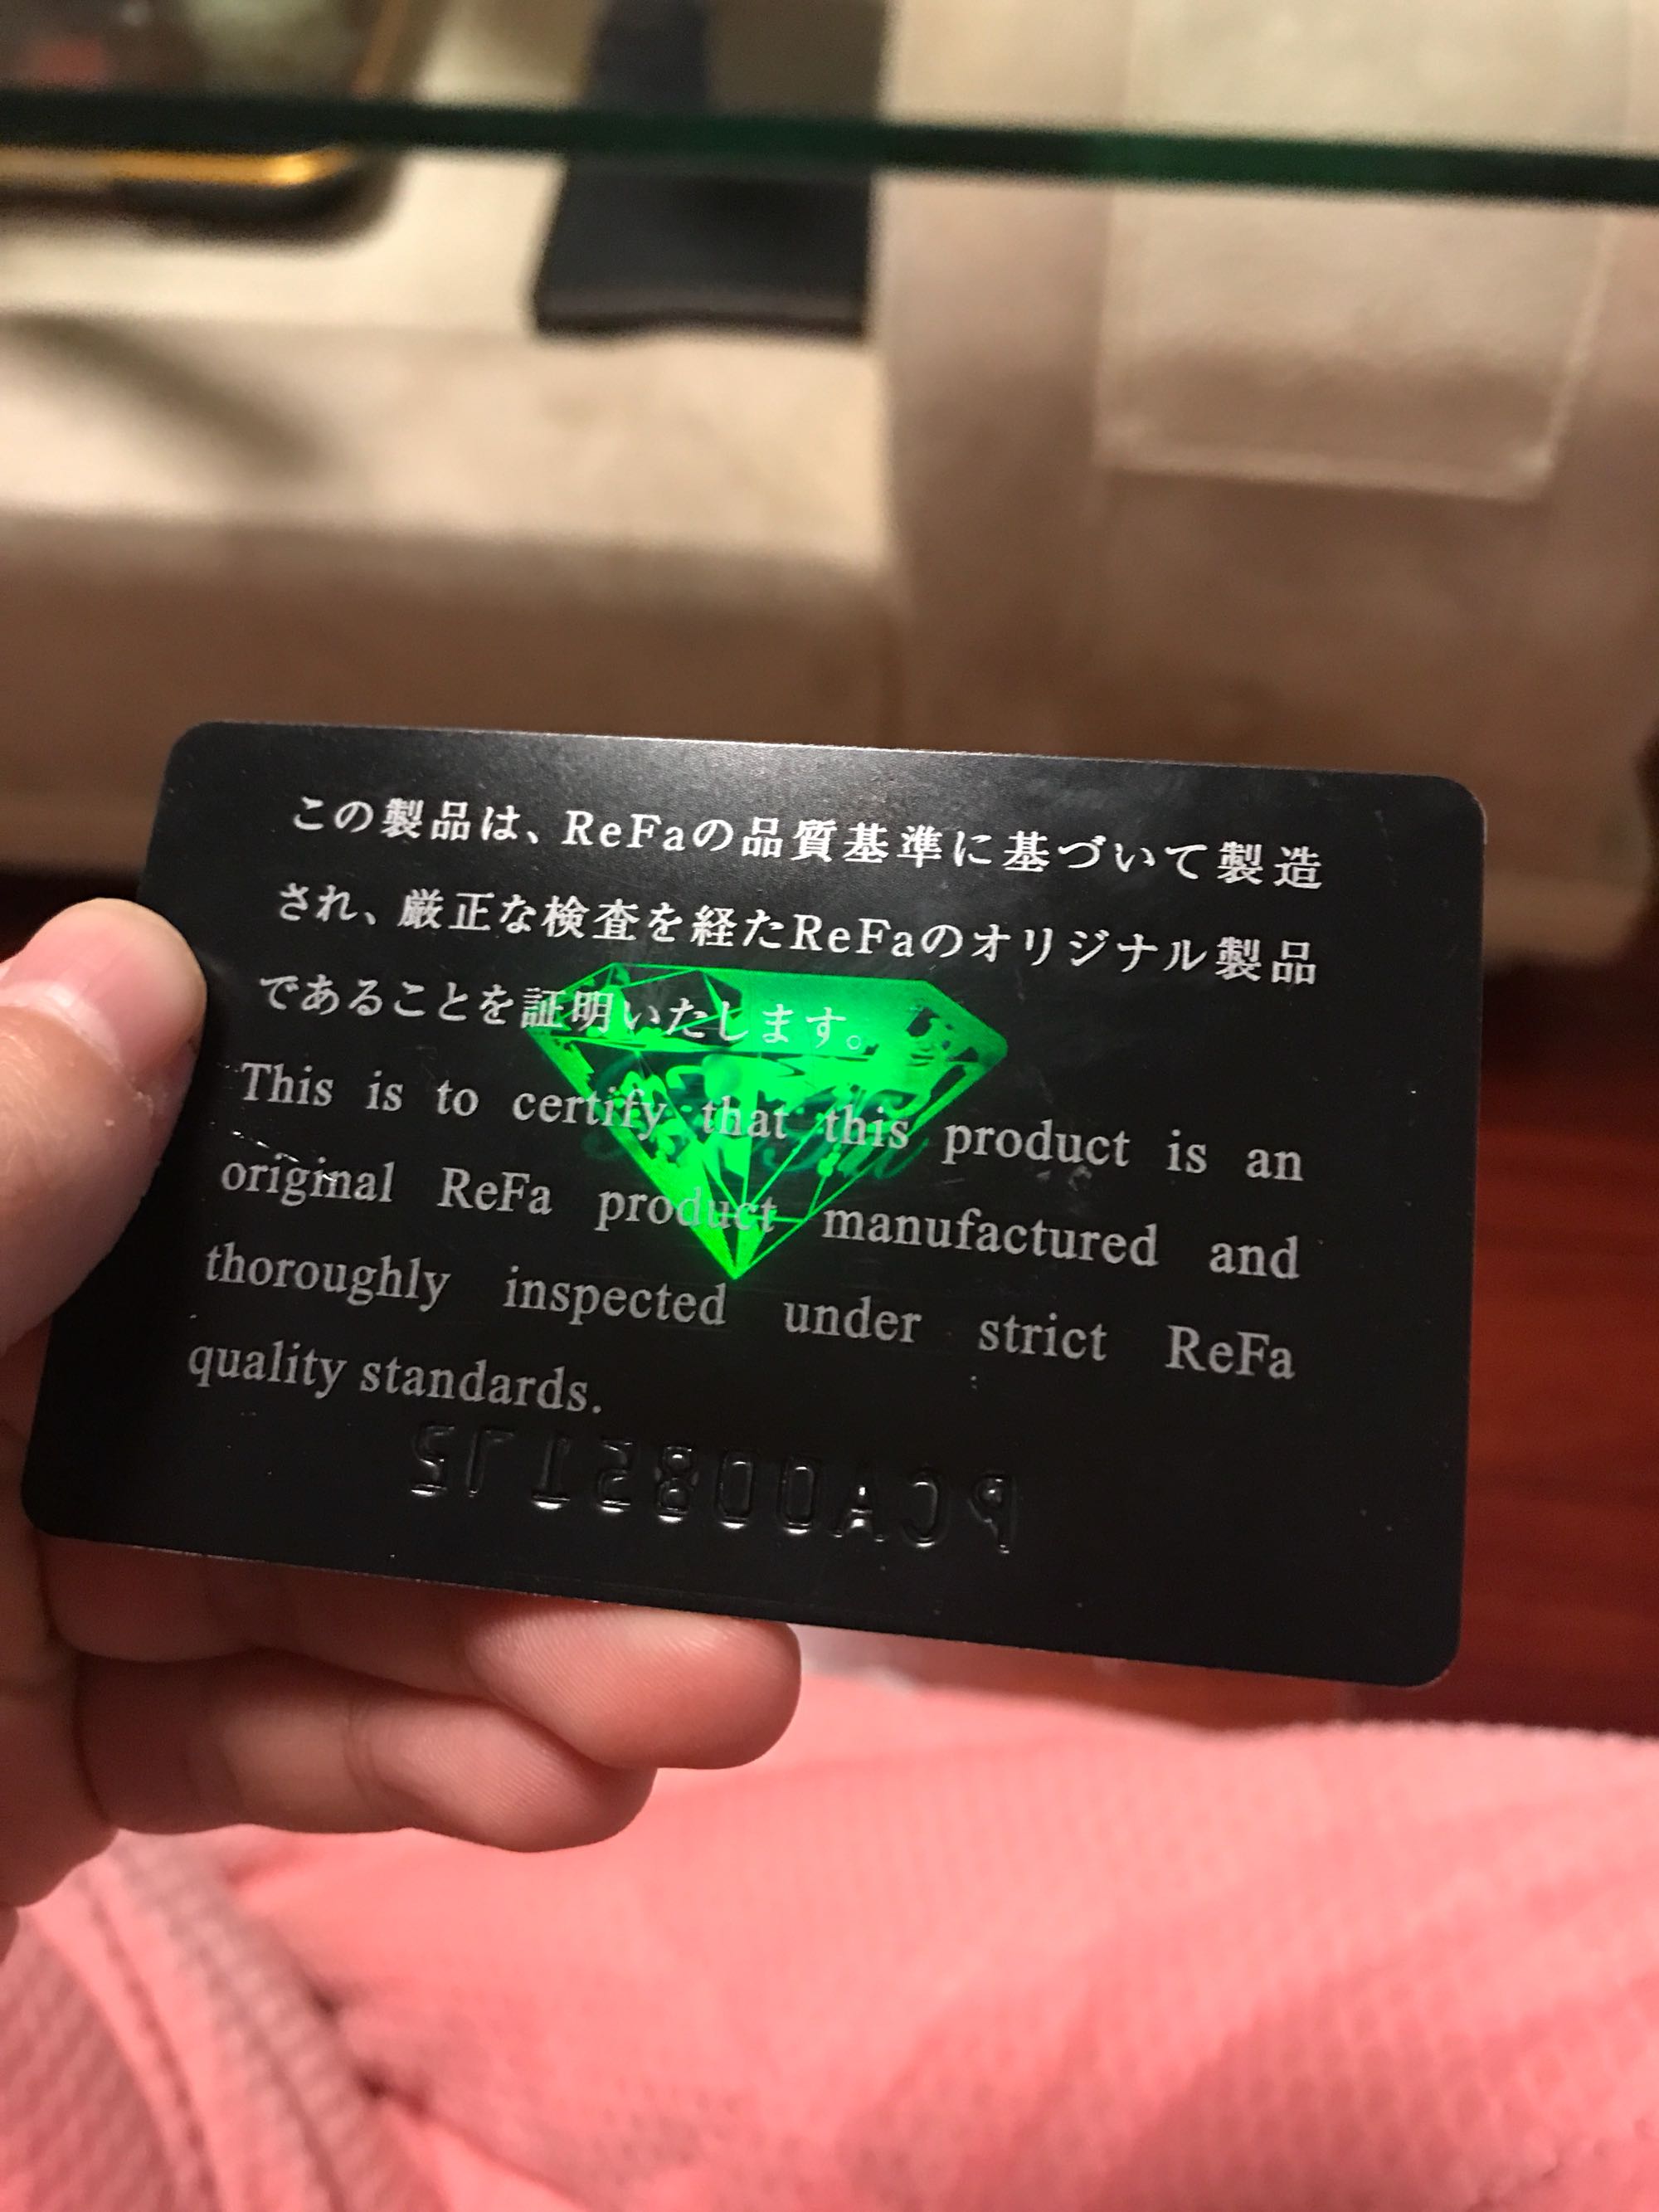 この製品は、ReFaの品質基準に基づいて製造
され、厳正な検査を経たReFaのオリジナル製品
であることを証明いたします。
This is to certify that this product is an
original ReFa product manufactured and
thoroughly inspected under strict ReFa
quality standards.
PCA0085172